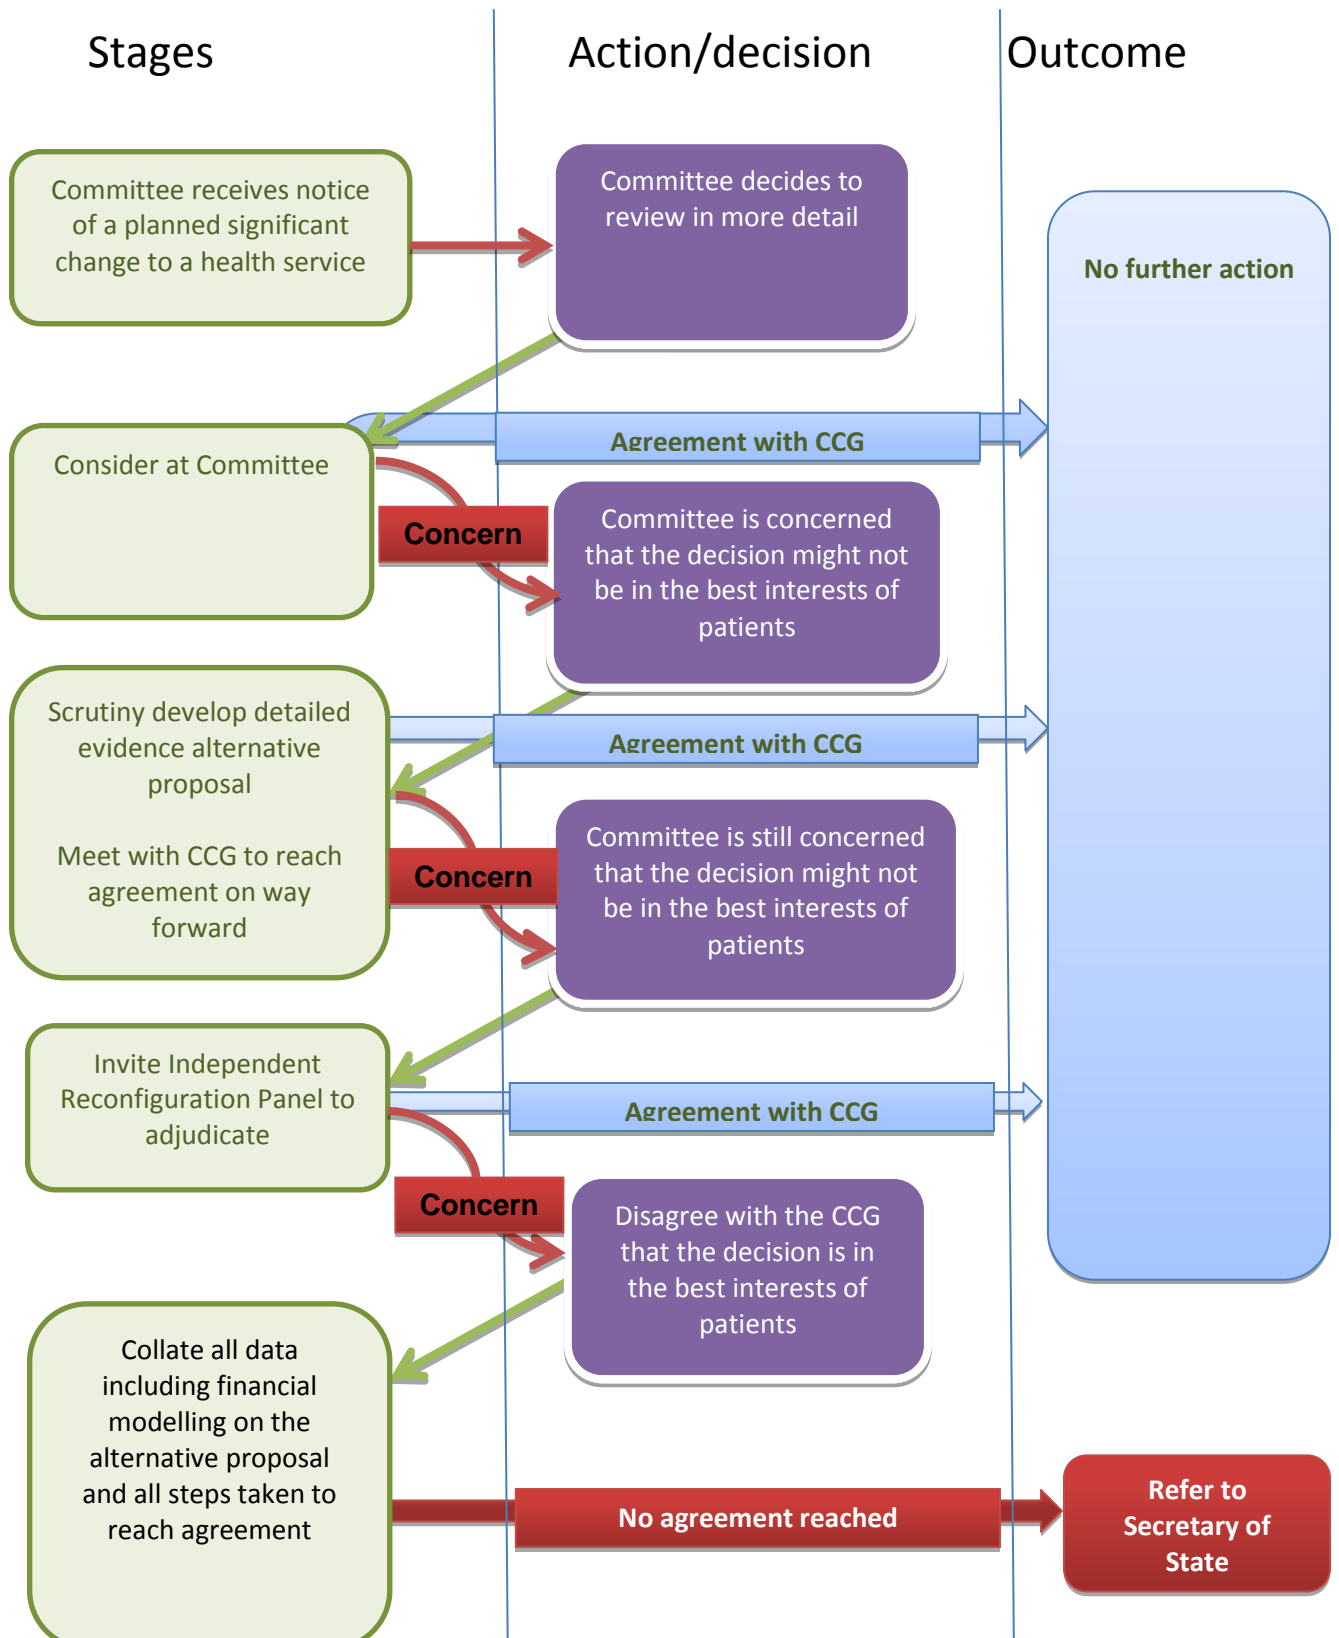 Stages
Action/decision
Outcome
Committee receives notice
of a planned significant
change to a health service
Committee decides to
review in more detail
No further action
Agreement with CCG
Consider at Committee
Concern
Committee is concerned
that the decision might not
be in the best interests of
patients
Scrutiny develop detailed
evidence alternative
proposal
Meet with CCG to reach
agreement on way
forward
Agreement with CCG
Concern
Committee is still concerned
that the decision might not
be in the best interests of
patients
Invite Independent
Reconfiguration Panel to
adjudicate
Agreement with CCG
Concern
Disagree with the CCG
that the decision is in
the best interests of
patients
Collate all data
including financial
modelling on the
alternative proposal
and all steps taken to
reach agreement
No agreement reached
Refer to
Secretary of
State